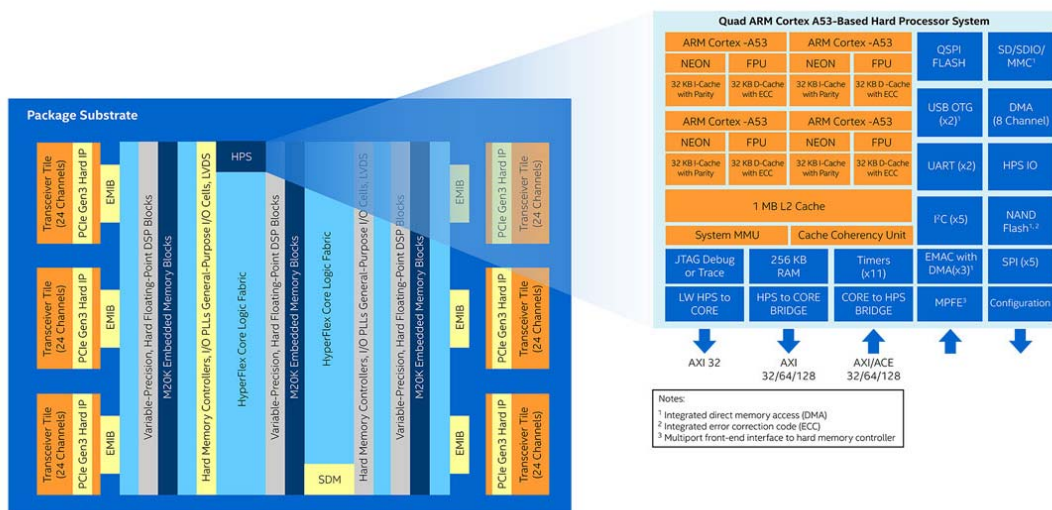 Package Substrate
Transceiver Tile
(24 Channels)
PCIe Gen3 Hard IP
EMIB
Transceiver Tile
(24 Channels)
PCIe Gen3 Hard IP
EMIB
Transceiver Tile
(24 Channels)
PCIe Gen3 Hard IP
EMIB
Variable-Precision, Hard Floating-Point DSP Blocks
M20K Embedded Memory Blocks
Hard Memory Controllers, I/O PLLs General-Purpose I/O Cells, LVDS
HPS
HyperFlex Core Logic Fabric
Variable-Precision, Hard Floating-Point DSP Blocks
M20K Embedded Memory Blocks
HyperFlex Core Logic Fabric
SDM
Hard Memory Controllers, I/O PLLs General-Purpose I/O Cells, LVDS
Variable-Precision, Hard Floating-Point DSP Blocks
M20K Embedded Memory Blocks
EMIB
PCIe Gen3 Hard IP
Transceiver Tile
(24 Channels)
EMIB
PCIe Gen3 Hard IP
Transceiver Tile
(24 Channels)
EMIB
PCIe Gen3 Hard IP
Transceiver Tile
(24 Channels)
Quad ARM Cortex A53-Based Hard Processor System
ARM Cortex -A53
NEON
FPU
32 KB I-Cache
with Parity
32 KB D-Cache
with ECC
ARM Cortex -A53
NEON
FPU
32 KB I-Cache
with Parity
32 KB D -Cache
with ECC
ARM Cortex -A53
NEON
FPU
32 KB I-Cache
with Parity
32 KB D-Cache
with ECC
ARM Cortex -A53
NEON
FPU
32 KB I-Cache
with Parity
32 KB D-Cache
with ECC
1 MB L2 Cache
System MMU
Cache Coherency Unit
JTAG Debug
or Trace
256 KB
RAM
Timers
(x11)
LW HPS to
CORE
HPS to CORE
BRIDGE
CORE to HPS
BRIDGE
QSPI
FLASH
SD/SDIO/
MMC¹
USB OTG
(x2)¹
DMA
(8 Channel)
UART (x2)
HPS IO
I²C (x5)
NAND
Flash¹,²
EMAC with
DMA(x3)¹
SPI (x5)
MPFE³
Configuration
AXI 32
AXI
32/64/128
AXI/ACE
32/64/128
Notes:
¹ Integrated direct memory access (DMA)
² Integrated error correction code (ECC)
³ Multiport front-end interface to hard memory controller